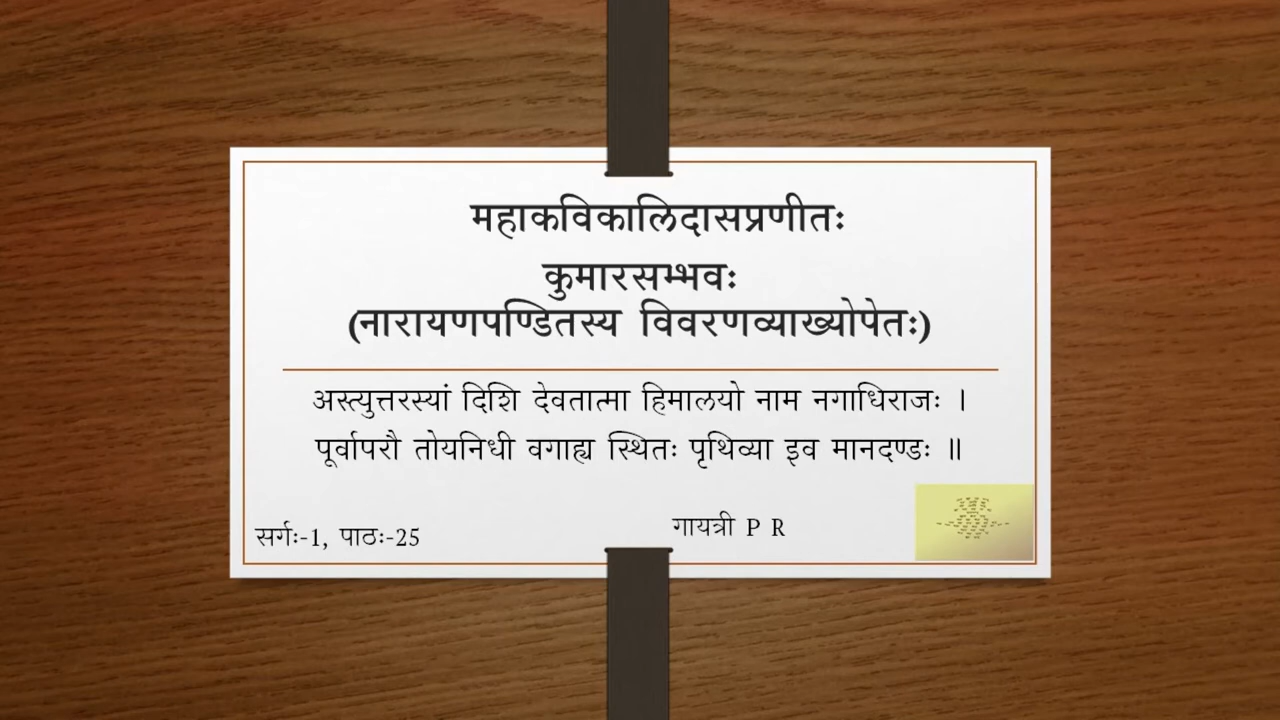 महाकविकालिदासप्रणीतः
कुमारसम्भवः
(नारायणपण्डितस्य विवरणव्याख्योपेतः)
अस्त्युत्तरस्यां दिशि देवतात्मा हिमालयो नाम नगाधिराजः ।
पूर्वापरौ तोयनिधी वगाह्य स्थितः पृथिव्या इव मानदण्डः ॥
सर्गः-1, पाठः-25
गायत्री P R